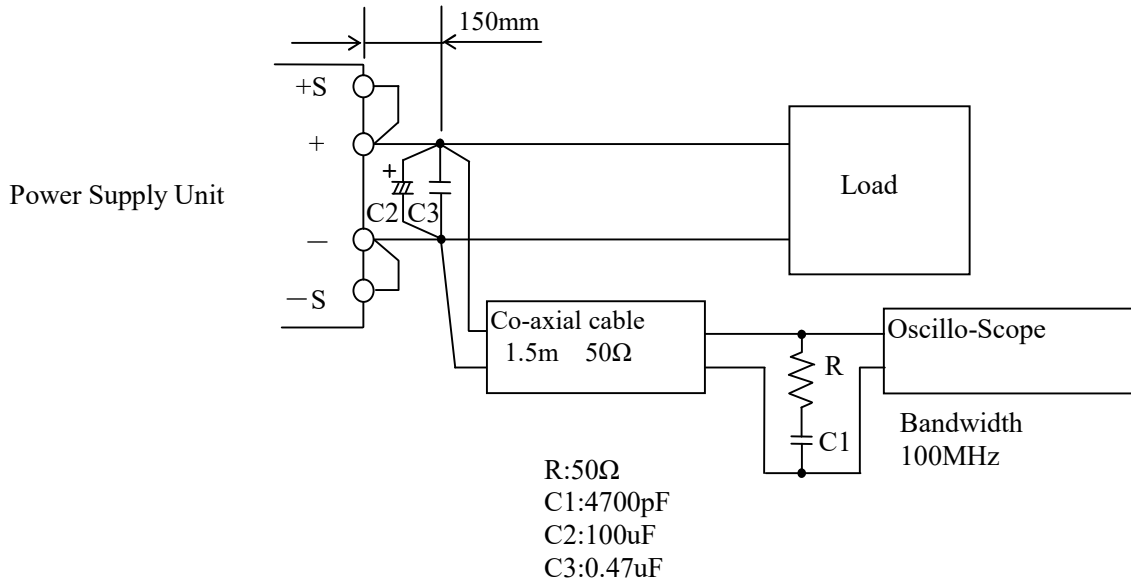 150mm
+S
+
+
Power Supply Unit
C2 C3
Load
－
－S
Co-axial cable
1.5m 50Ω
Oscillo-Scope
R
C1
Bandwidth
100MHz
R:50Ω
C1:4700pF
C2:100uF
C3:0.47uF